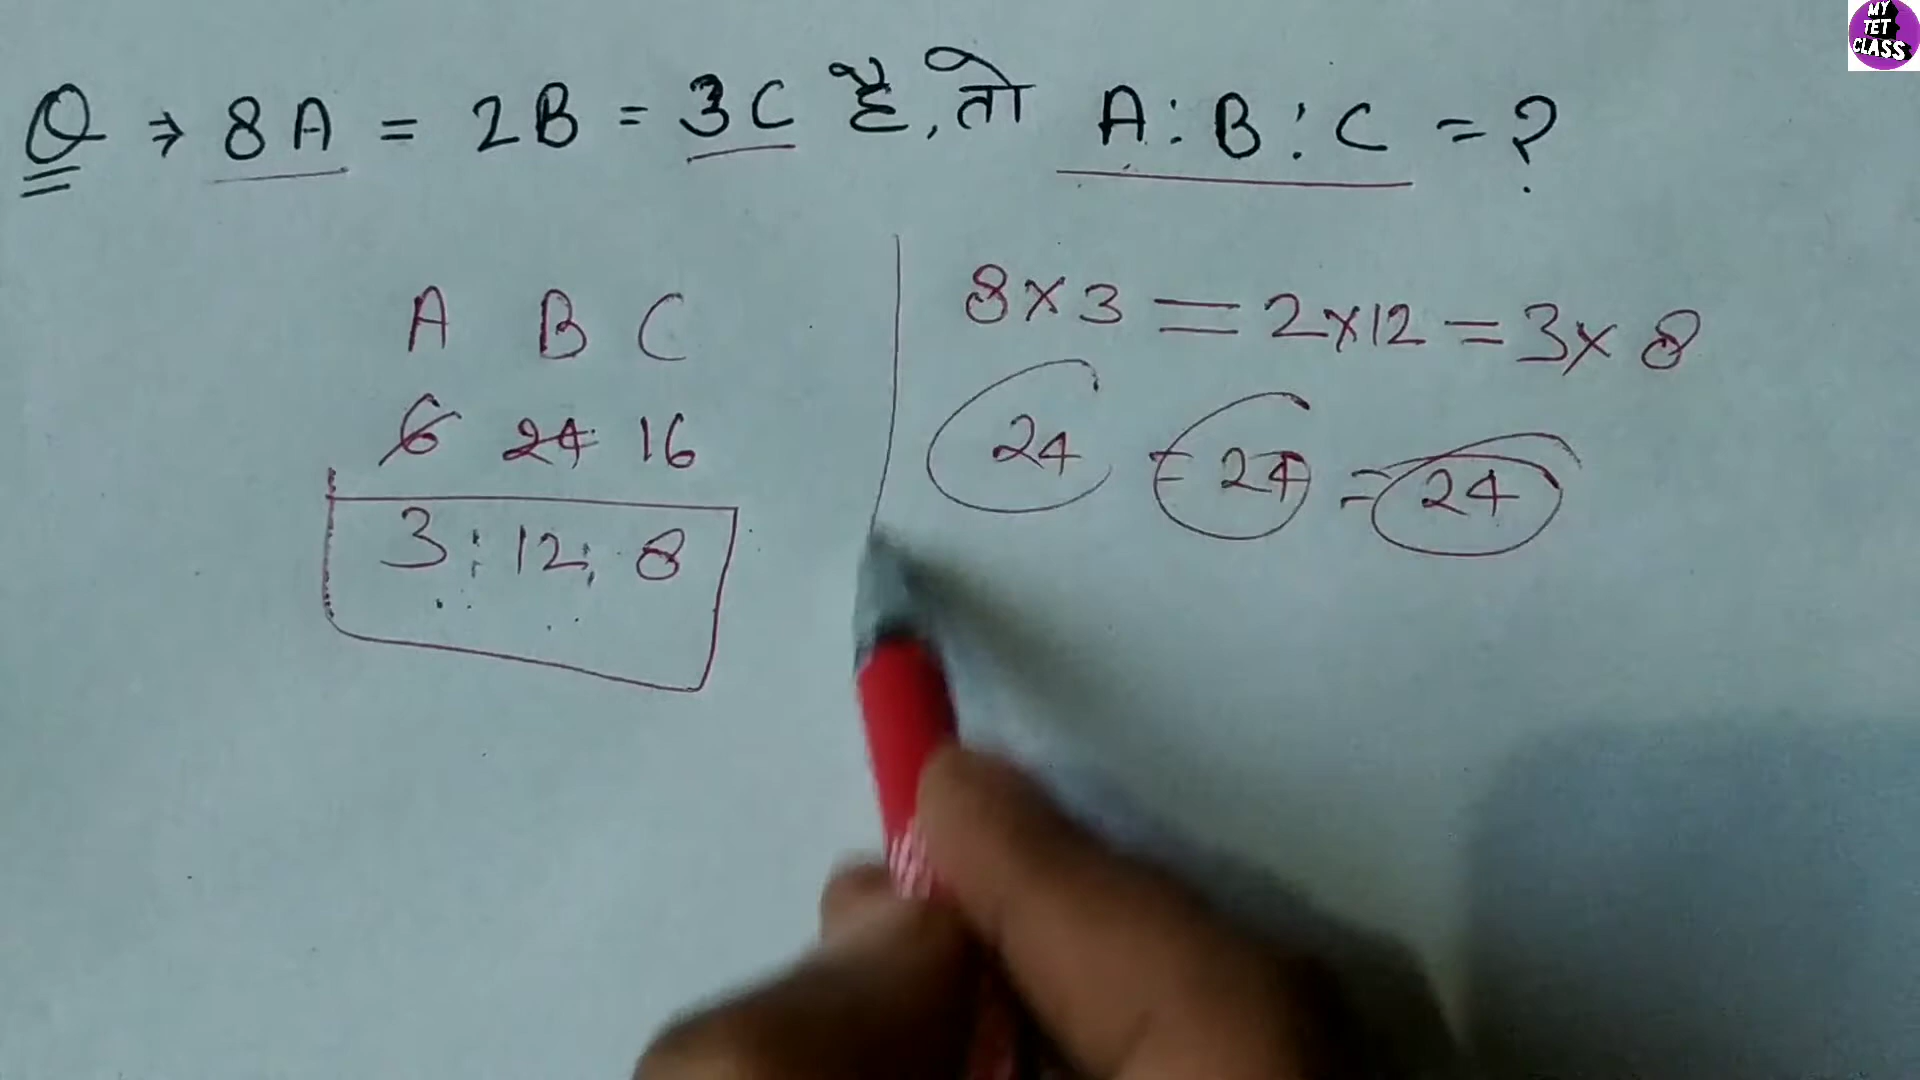 Q → 8A = 2B = 3C है, तो A:B:C = ?
A B C
6 24 16
3 : 12 : 8
8×3 = 2×12 = 3×8
24 = 24 = 24
MY
TET
CLASS